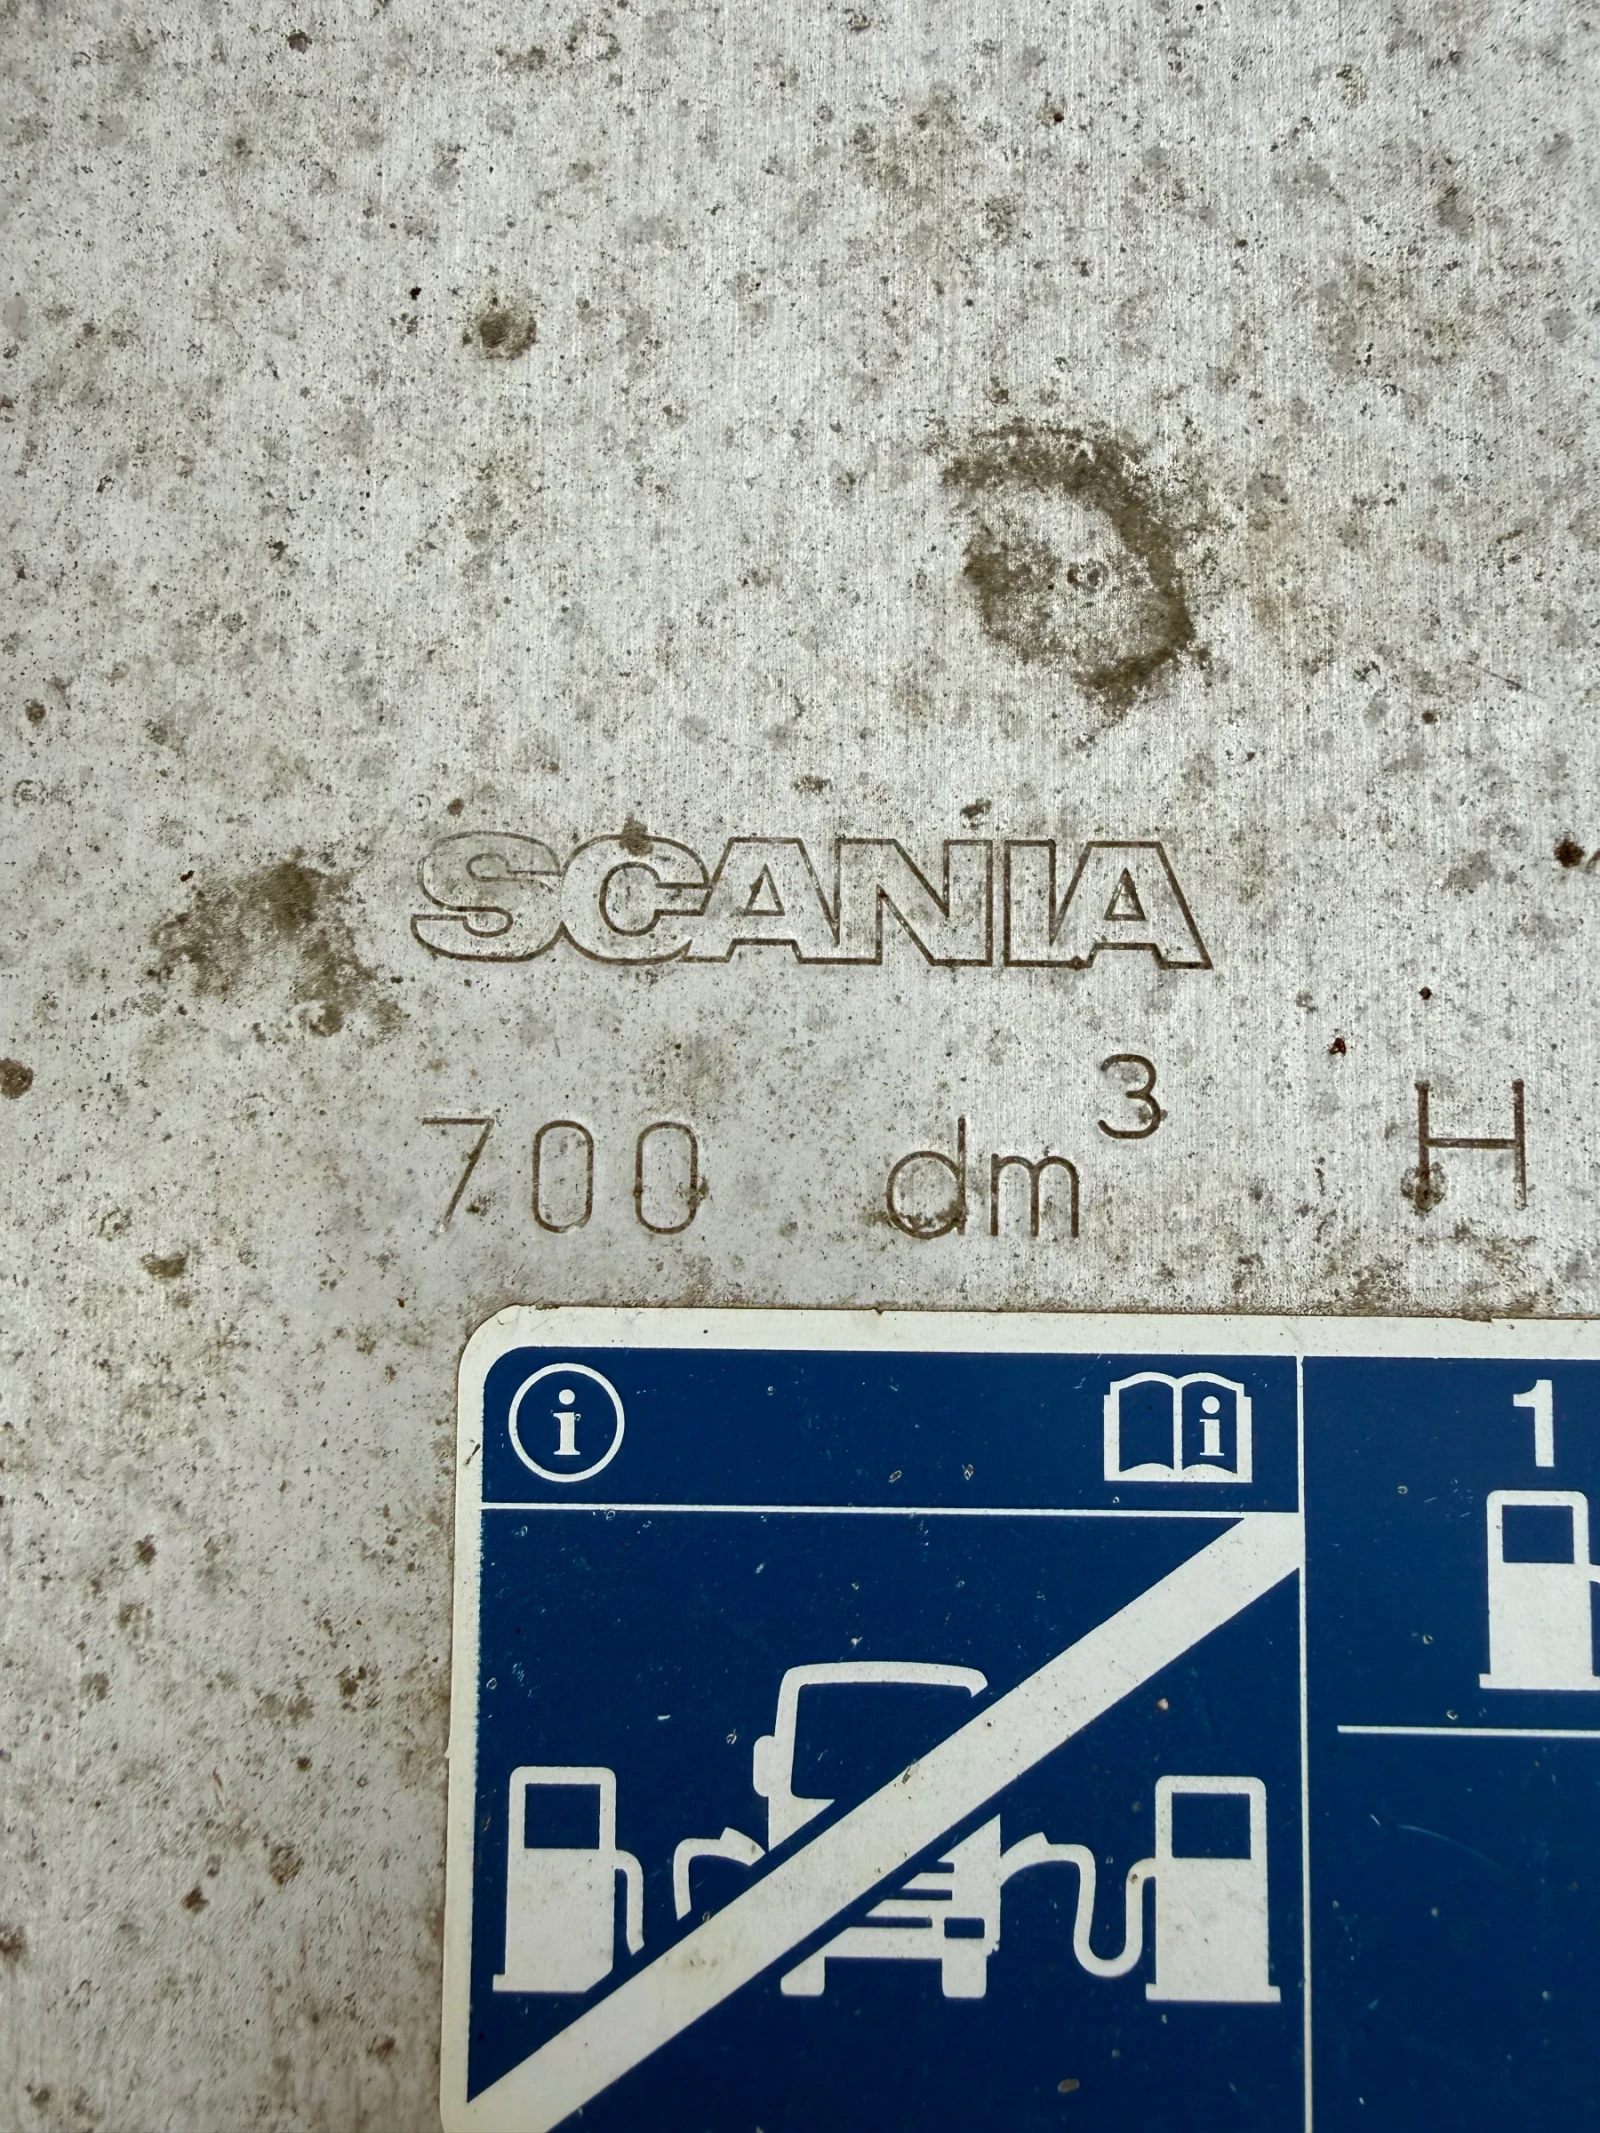 SCANIA
700 dm³ H
i i 1